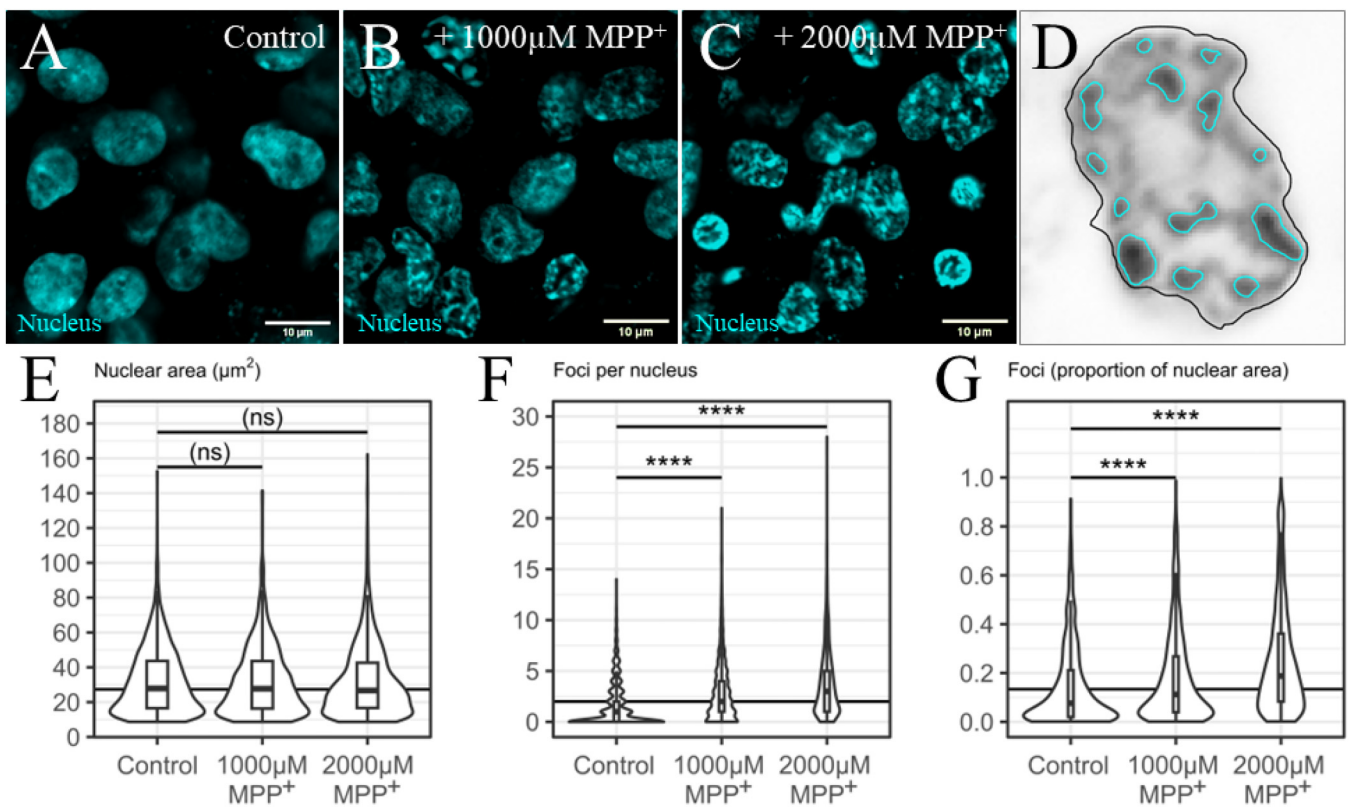 A
Control
Nucleus
10 µm
B
+ 1000µM MPP⁺
Nucleus
10 µm
C
+ 2000µM MPP⁺
Nucleus
10 µm
D
E
Nuclear area (µm²)
180
160
140
120
100
80
60
40
20
0
(ns)
(ns)
Control
1000µM
MPP⁺
2000µM
MPP⁺
F
Foci per nucleus
30
25
20
15
10
5
0
****
****
Control
1000µM
MPP⁺
2000µM
MPP⁺
G
Foci (proportion of nuclear area)
1.0
0.8
0.6
0.4
0.2
0.0
****
****
Control
1000µM
MPP⁺
2000µM
MPP⁺